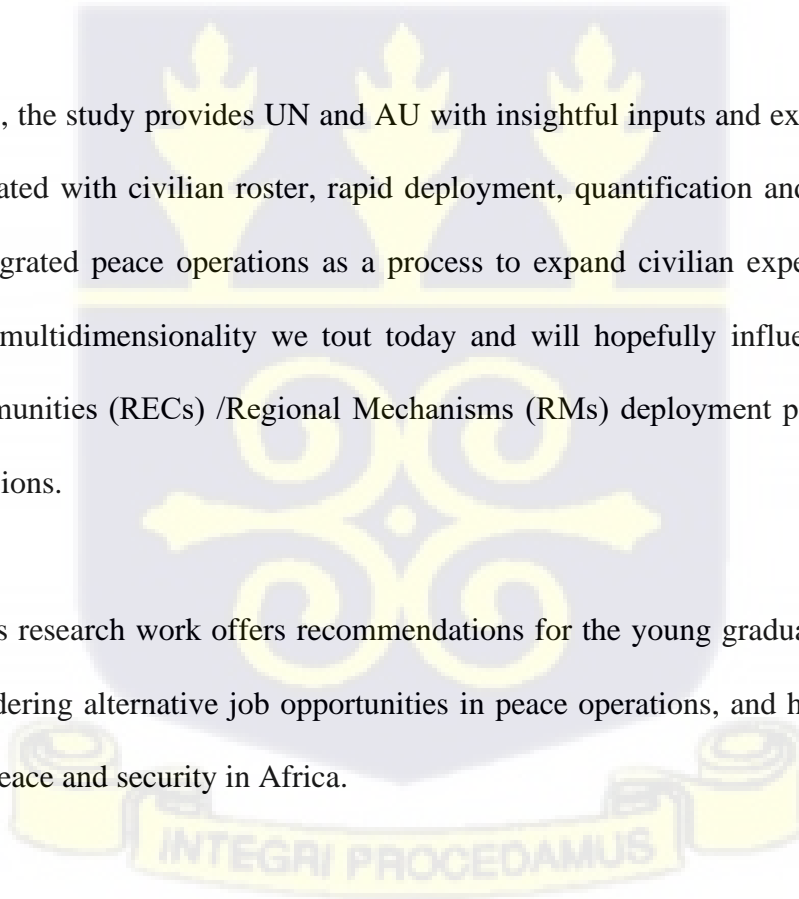 , the study provides UN and AU with insightful inputs and ex
ated with civilian roster, rapid deployment, quantification and
grated peace operations as a process to expand civilian expe
multidimensionality we tout today and will hopefully influe
munities (RECs) /Regional Mechanisms (RMs) deployment p
ions.
s research work offers recommendations for the young gradua
dering alternative job opportunities in peace operations, and h
eace and security in Africa.
INTEGRI PROCEDAMUS